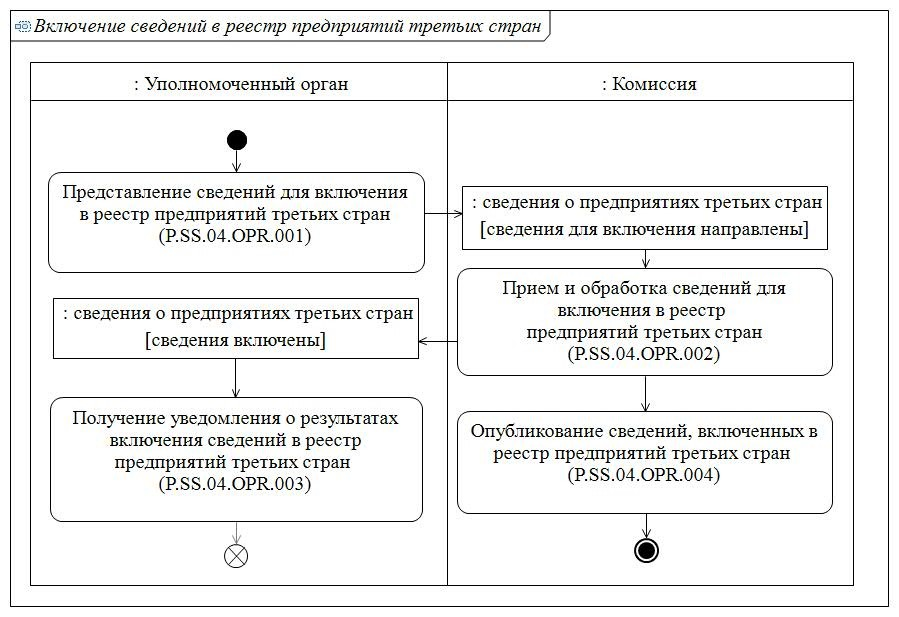 Включение сведений в реестр предприятий третьих стран
: Уполномоченный орган
: Комиссия
Представление сведений для включения
в реестр предприятий третьих стран
(P.SS.04.OPR.001)
: сведения о предприятиях третьих стран
[сведения для включения направлены]
Прием и обработка сведений для
включения в реестр
предприятий третьих стран
(P.SS.04.OPR.002)
: сведения о предприятиях третьих стран
[сведения включены]
Получение уведомления о результатах
включения сведений в реестр
предприятий третьих стран
(P.SS.04.OPR.003)
Опубликование сведений, включенных в
реестр предприятий третьих стран
(P.SS.04.OPR.004)